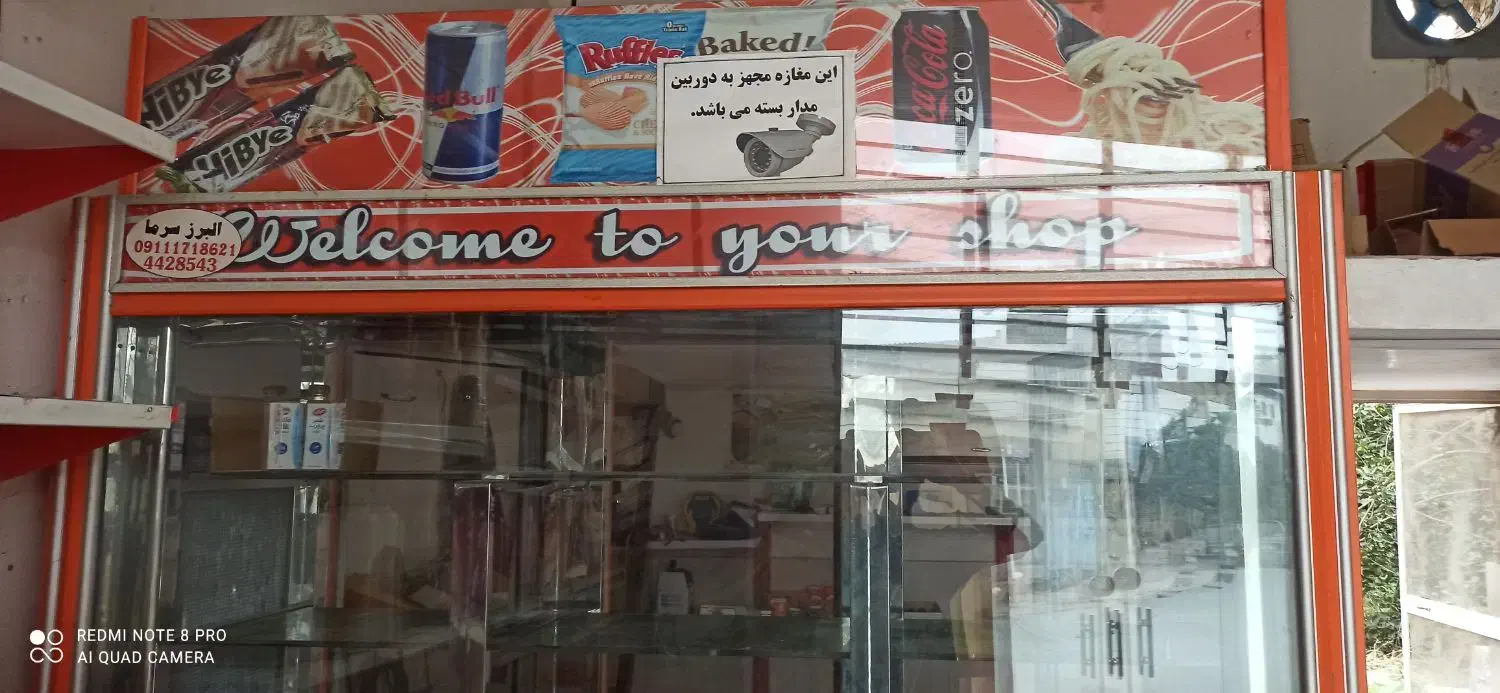 HiBye
HiBye
Red Bull
Ruffles
Baked!
Coca-Cola
zero
این مغازه مجهز به دوربین
مدار بسته می باشد.
البرز سرما
09111718621
4428543
Welcome to your shop
REDMI NOTE 8 PRO
AI QUAD CAMERA